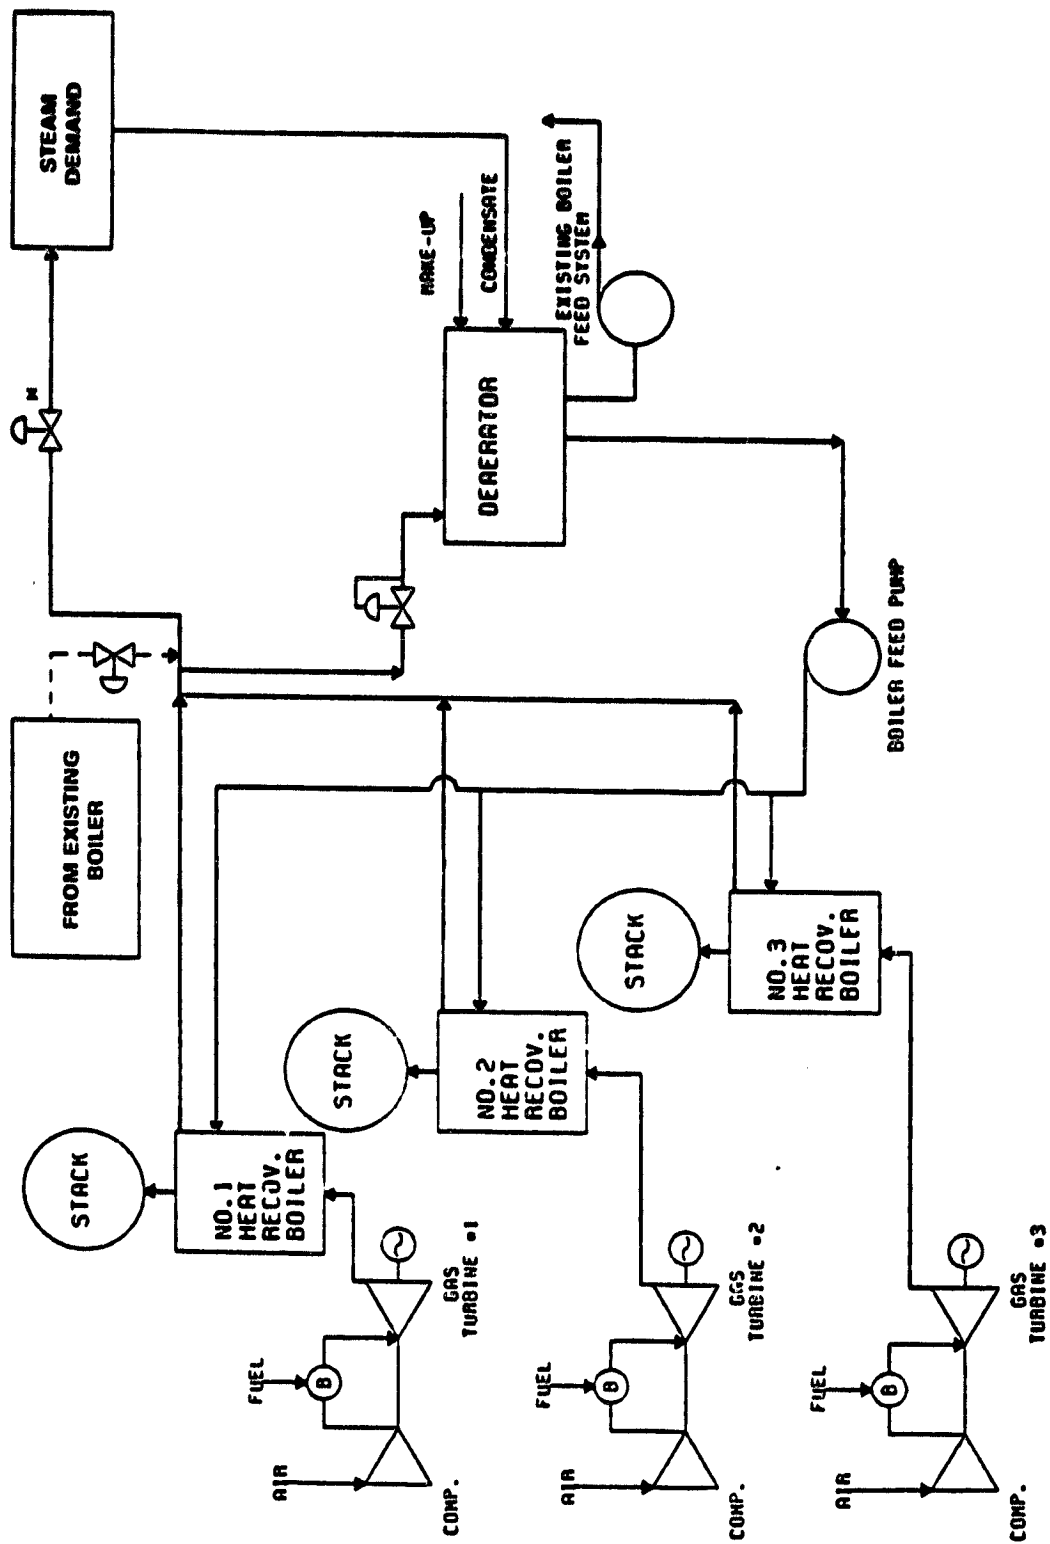 STEAM
DEMAND
MAKE-UP
CONDENSATE
EXISTING BOILER
FEED SYSTEM
DEAERATOR
FROM EXISTING
BOILER
BOILER FEED PUMP
STACK
NO.1
HEAT
RECOV.
BOILER
STACK
NO.2
HEAT
RECOV.
BOILER
STACK
NO.3
HEAT
RECOV.
BOILER
FUEL
B
AIR
COMP.
GAS
TURBINE #1
FUEL
B
AIR
COMP.
GAS
TURBINE #2
FUEL
B
AIR
COMP.
GAS
TURBINE #3